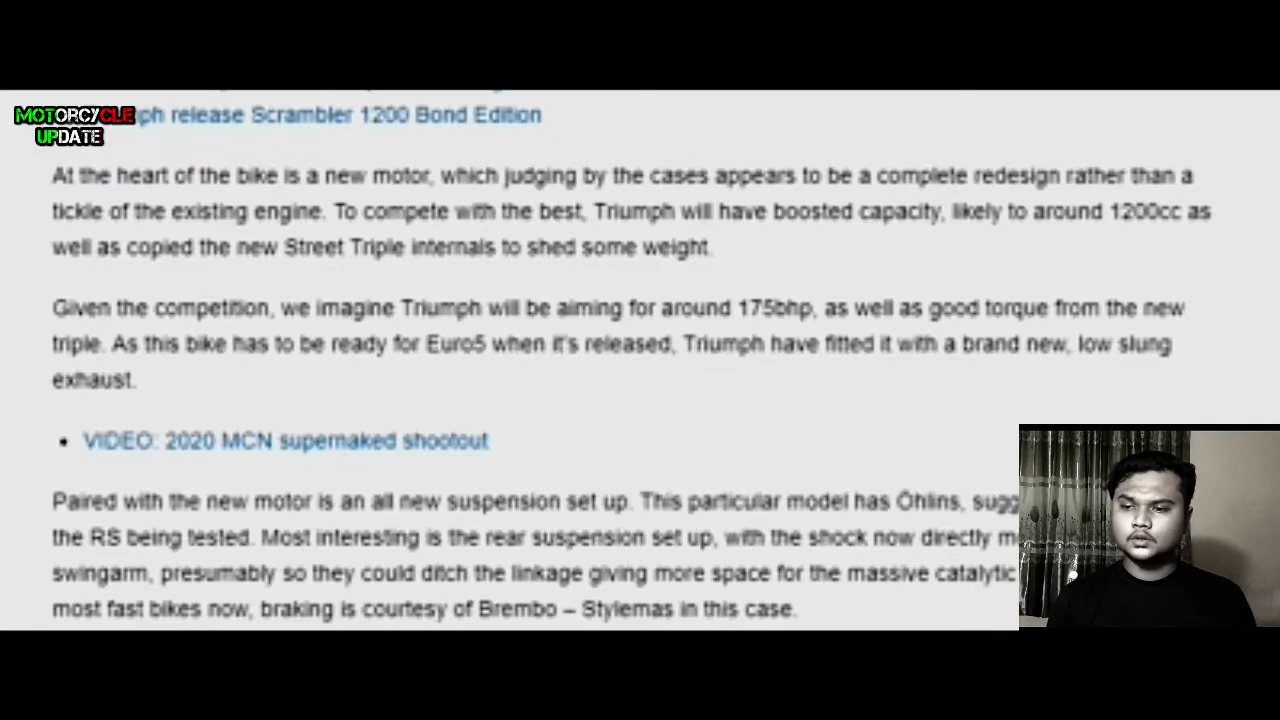 MOTORCYCLE
UPDATE
ph release Scrambler 1200 Bond Edition
At the heart of the bike is a new motor, which judging by the cases appears to be a complete redesign rather than a
tickle of the existing engine. To compete with the best, Triumph will have boosted capacity, likely to around 1200cc as
well as copied the new Street Triple internals to shed some weight.
Given the competition, we imagine Triumph will be aiming for around 175bhp, as well as good torque from the new
triple. As this bike has to be ready for Euro5 when it's released, Triumph have fitted it with a brand new, low slung
exhaust.
• VIDEO: 2020 MCN supernaked shootout
Paired with the new motor is an all new suspension set up. This particular model has Öhlins, sugg
the RS being tested. Most interesting is the rear suspension set up, with the shock now directly m
swingarm, presumably so they could ditch the linkage giving more space for the massive catalytic
most fast bikes now, braking is courtesy of Brembo – Stylemas in this case.